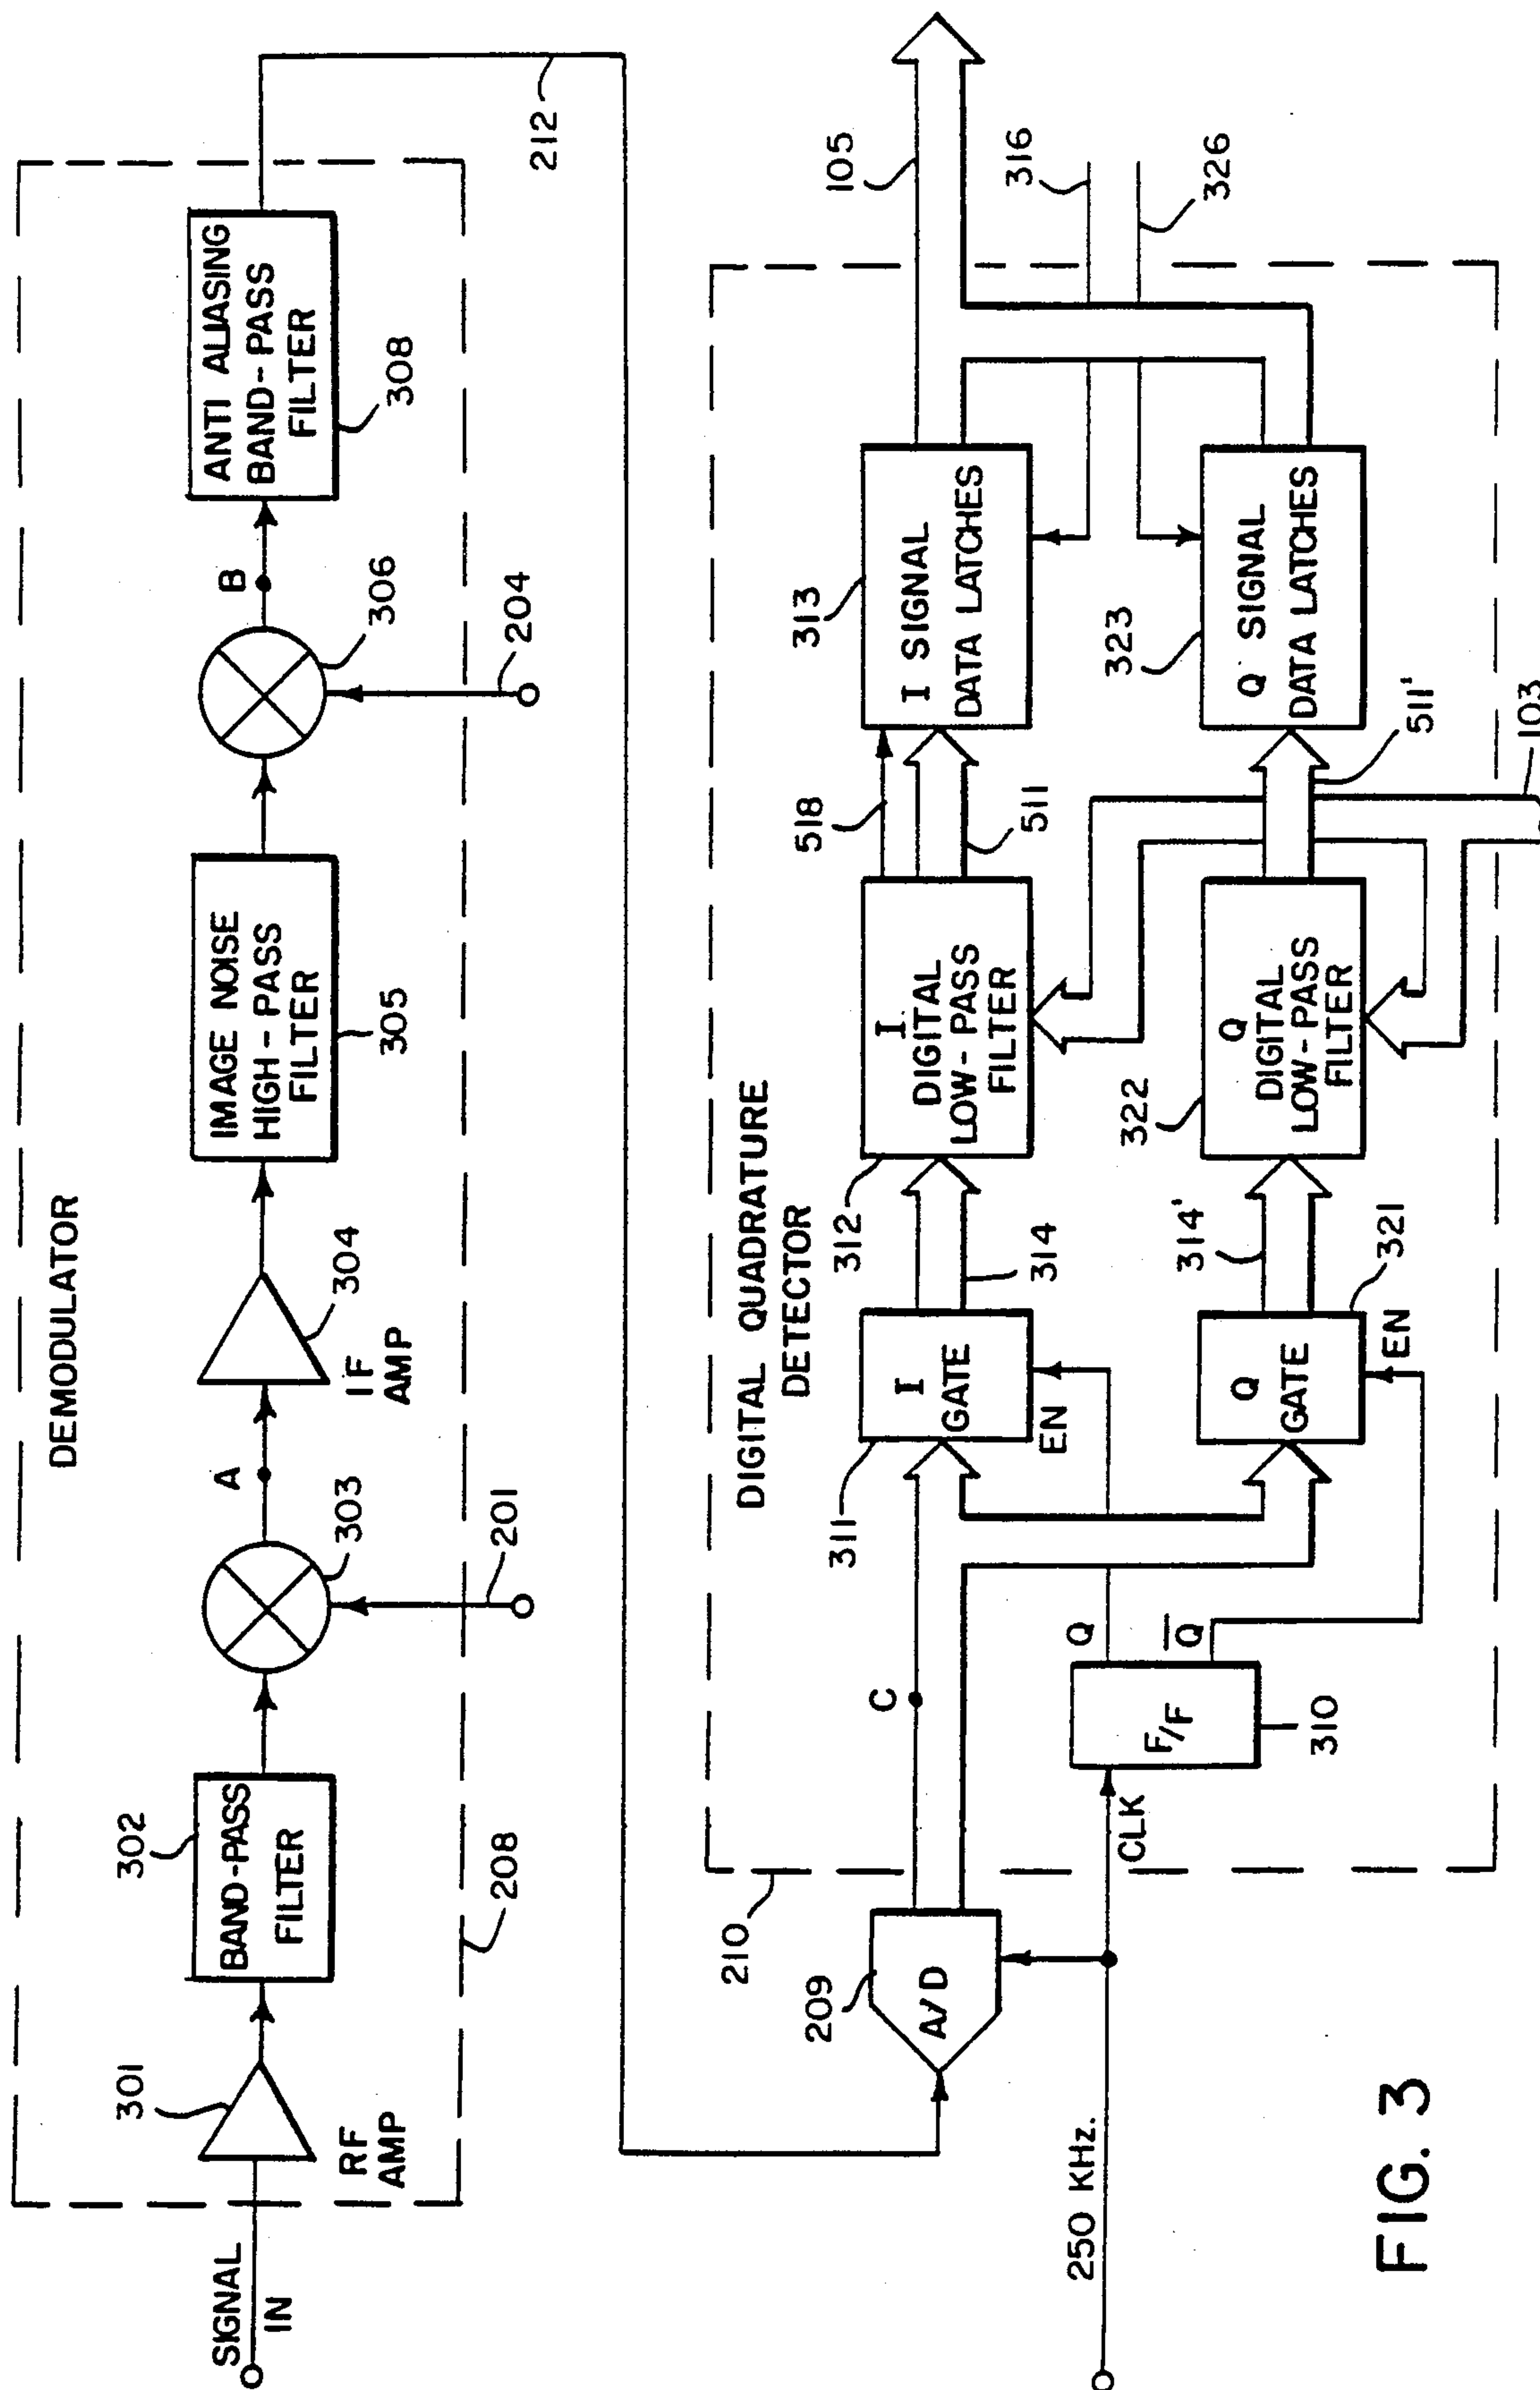 DEMODULATOR
SIGNAL
IN
301
RF
AMP
302
BAND-PASS
FILTER
208
303
201
A
304
IF
AMP
IMAGE NOISE
HIGH-PASS
FILTER
305
306
204
B
ANTI ALIASING
BAND-PASS
FILTER
308
212
DIGITAL QUADRATURE
DETECTOR
210
209
A/D
250 KHz.
CLK
C
F/F
310
Q
Q̅
311
I
GATE
EN
Q
GATE
EN
321
314
314'
312
I
DIGITAL
LOW-PASS
FILTER
322
Q
DIGITAL
LOW-PASS
FILTER
518
511
511'
103
313
I SIGNAL
DATA LATCHES
323
Q SIGNAL
DATA LATCHES
105
316
326
FIG. 3